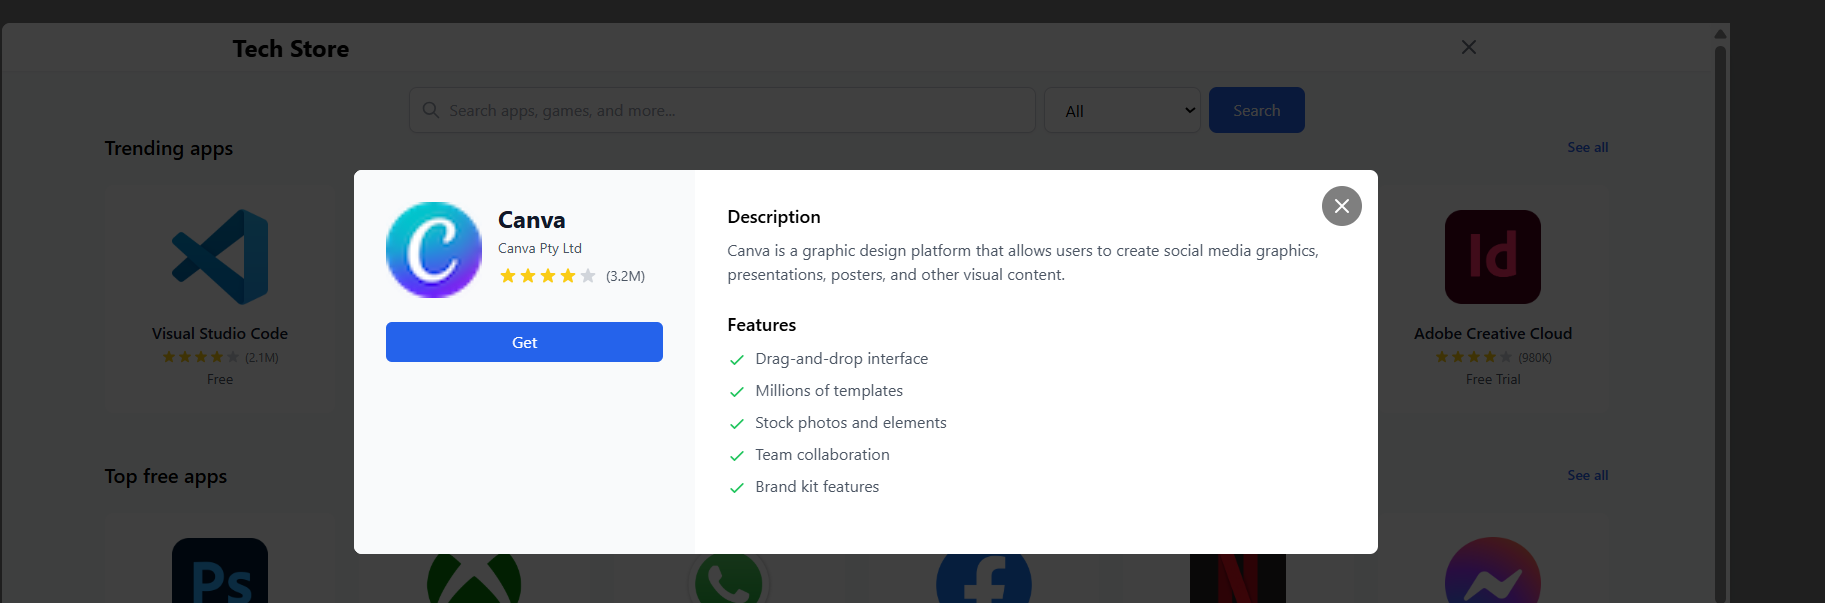 Tech Store
Search apps, games, and more...
All
Search
Trending apps
See all
Visual Studio Code
(2.1M)
Free
Canva
Canva Pty Ltd
(3.2M)
Get
Description
Canva is a graphic design platform that allows users to create social media graphics,
presentations, posters, and other visual content.
Features
Drag-and-drop interface
Millions of templates
Stock photos and elements
Team collaboration
Brand kit features
Id
Adobe Creative Cloud
(980K)
Free Trial
Top free apps
See all
Ps